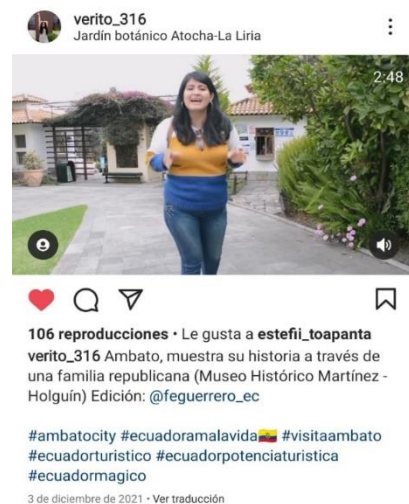 verito_316
Jardín botánico Atocha-La Liria
2:48
106 reproducciones • Le gusta a estefii_toapanta
verito_316 Ambato, muestra su historia a través de
una familia republicana (Museo Histórico Martínez -
Holguín) Edición: @feguerrero_ec
#ambatocity #ecuadoramalavida🇪🇨 #visitaambato
#ecuadorturistico #ecuadorpotenciaturistica
#ecuadormagico
3 de diciembre de 2021 • Ver traducción